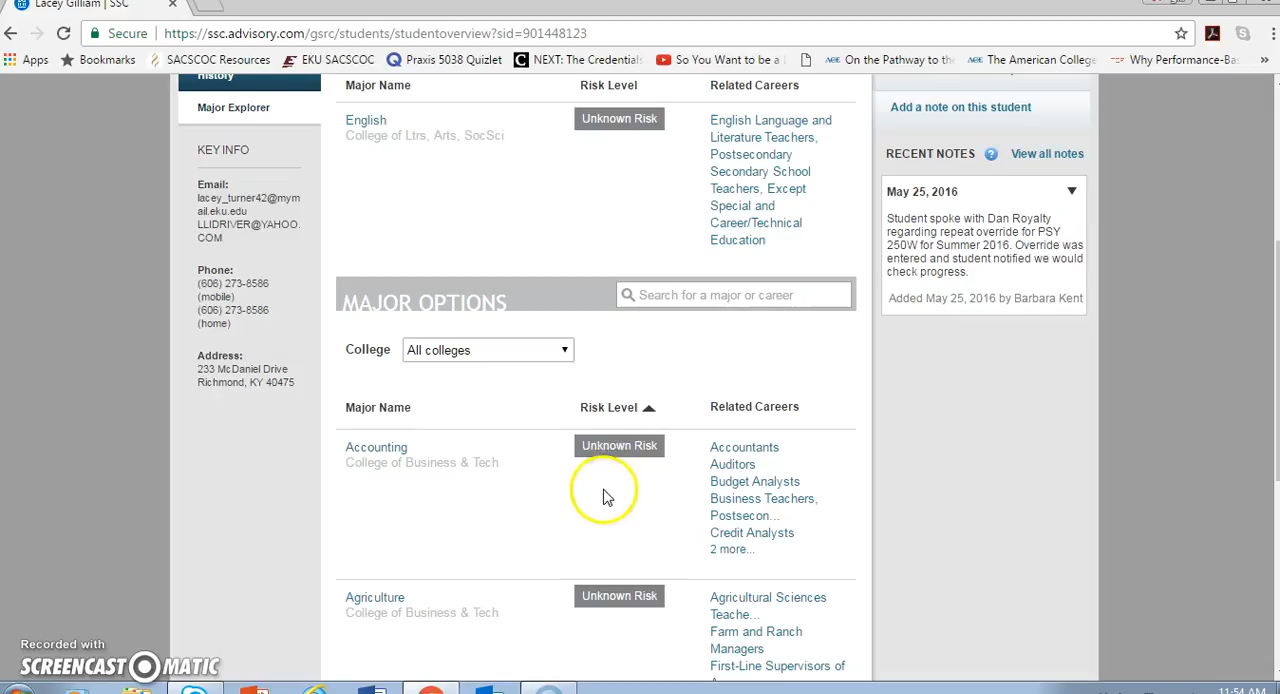 Lacey Gilliam | SSC
Secure https://ssc.advisory.com/gsrc/students/studentoverview?sid=901448123
Apps Bookmarks SACSCOC Resources EKU SACSCOC Praxis 5038 Quizlet NEXT: The Credentia So You Want to be a On the Pathway to the The American College Why Performance-Bas »
History
Major Explorer
KEY INFO
Email:
lacey_turner42@mym
ail.eku.edu
LLIDRIVER@YAHOO.
COM
Phone:
(606) 273-8586
(mobile)
(606) 273-8586
(home)
Address:
233 McDaniel Drive
Richmond, KY 40475
Major Name Risk Level Related Careers
English Unknown Risk English Language and
College of Ltrs, Arts, SocSci Literature Teachers,
Postsecondary
Secondary School
Teachers, Except
Special and
Career/Technical
Education
MAJOR OPTIONS Search for a major or career
College All colleges
Major Name Risk Level Related Careers
Accounting Unknown Risk Accountants
College of Business & Tech Auditors
Budget Analysts
Business Teachers,
Postsecon...
Credit Analysts
2 more...
Agriculture Unknown Risk Agricultural Sciences
College of Business & Tech Teache...
Farm and Ranch
Managers
First-Line Supervisors of
Add a note on this student
RECENT NOTES ? View all notes
May 25, 2016
Student spoke with Dan Royalty
regarding repeat override for PSY
250W for Summer 2016. Override was
entered and student notified we would
check progress.
Added May 25, 2016 by Barbara Kent
Recorded with
SCREENCAST MATIC
11:54 AM